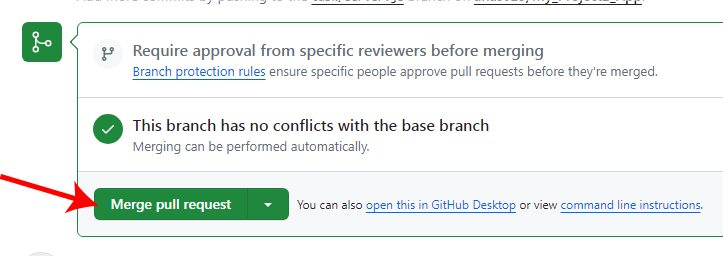 Add more commits by pushing to the
branch on
Require approval from specific reviewers before merging
Branch protection rules ensure specific people approve pull requests before they're merged.
This branch has no conflicts with the base branch
Merging can be performed automatically.
Merge pull request
You can also open this in GitHub Desktop or view command line instructions.